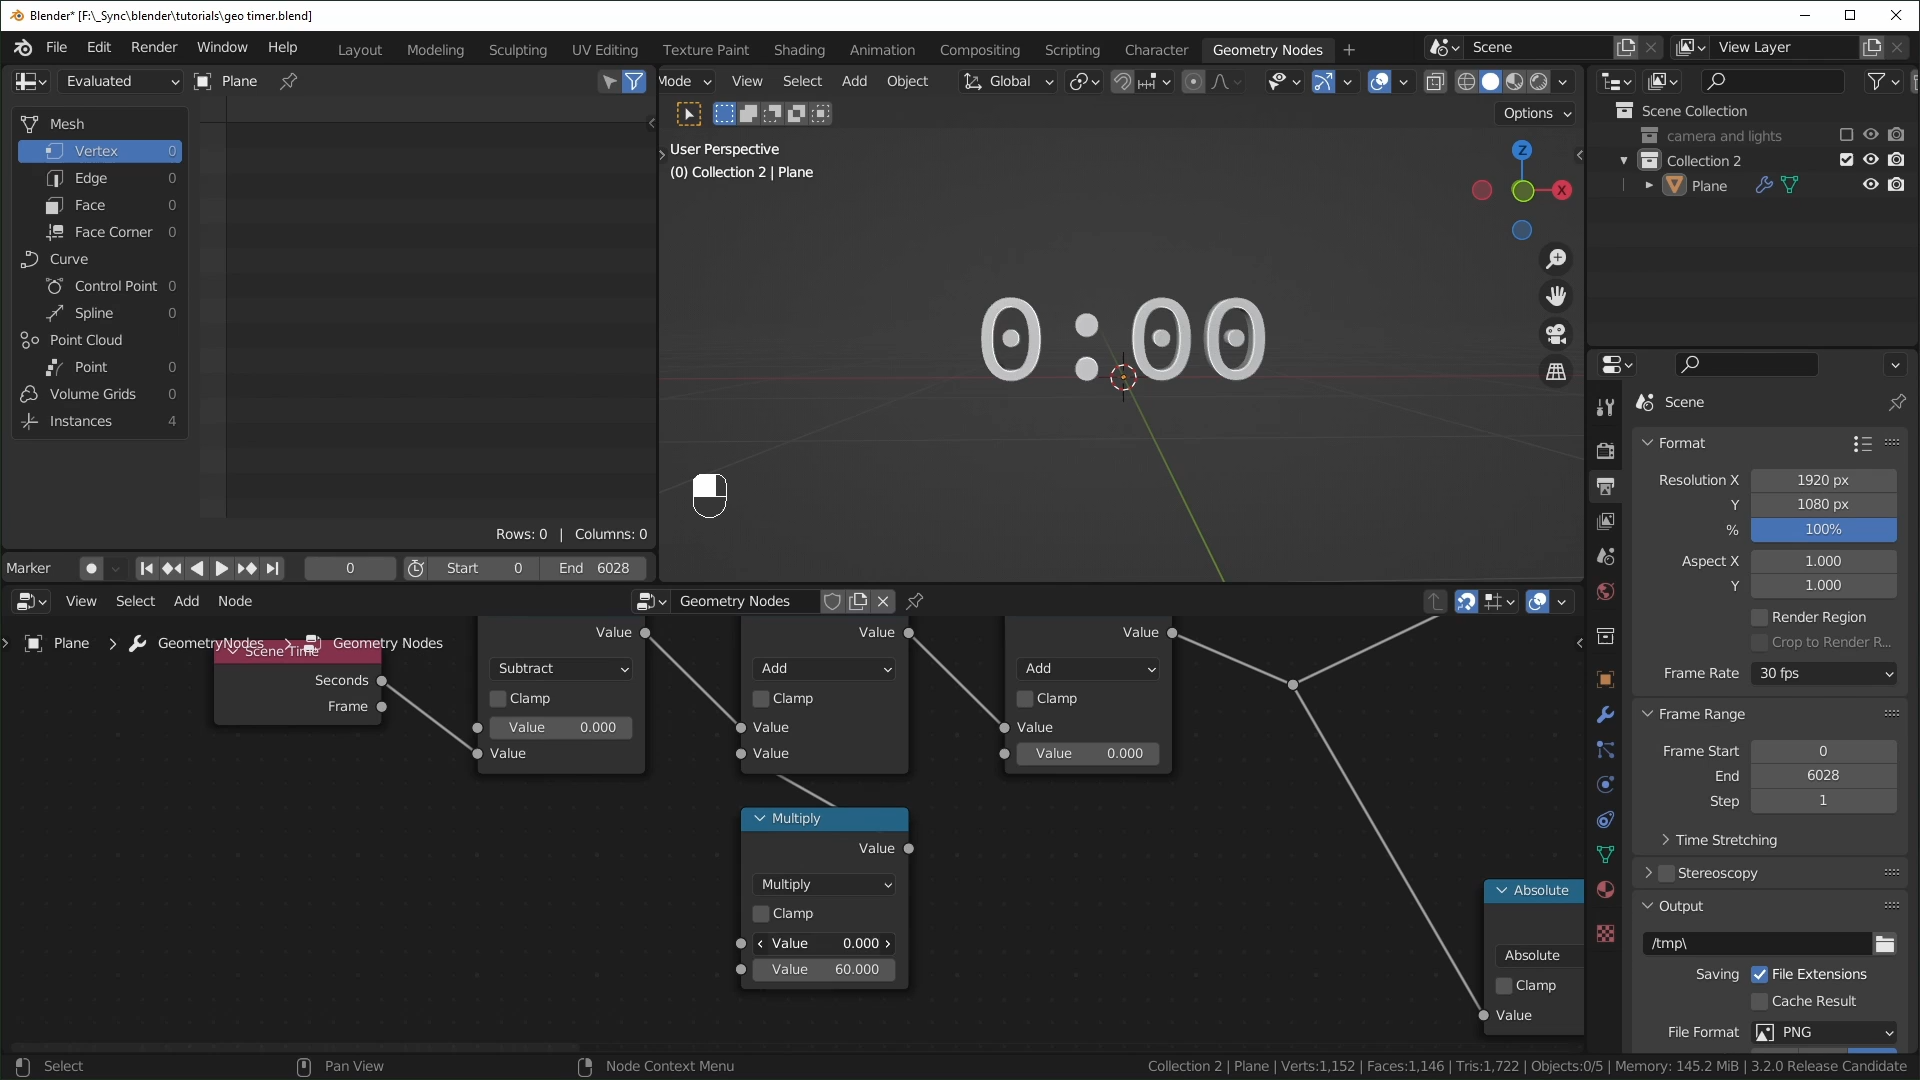 Blender* [F:\_Sync\blender\tutorials\geo timer.blend]
File Edit Render Window Help Layout Modeling Sculpting UV Editing Texture Paint Shading Animation Compositing Scripting Character Geometry Nodes + Scene View Layer
Evaluated Plane
Mode View Select Add Object Global
Options
Mesh
Vertex 0
Edge 0
Face 0
Face Corner 0
Curve
Control Point 0
Spline 0
Point Cloud
Point 0
Volume Grids 0
Instances 4
Rows: 0 | Columns: 0
User Perspective
(0) Collection 2 | Plane
Z
X
0:00
Scene Collection
camera and lights
Collection 2
Plane
Marker 0 Start 0 End 6028
View Select Add Node Geometry Nodes
Plane > GeometryNodes > Geometry Nodes
Scene Time
Seconds
Frame
Value
Subtract
Clamp
Value 0.000
Value
Value
Add
Clamp
Value
Value
Value
Add
Clamp
Value
Value 0.000
Multiply
Value
Multiply
Clamp
Value 0.000
Value 60.000
Absolute
Absolute
Clamp
Value
Scene
Format
Resolution X 1920 px
Y 1080 px
% 100%
Aspect X 1.000
Y 1.000
Render Region
Crop to Render R...
Frame Rate 30 fps
Frame Range
Frame Start 0
End 6028
Step 1
Time Stretching
Stereoscopy
Output
/tmp\
Saving File Extensions
Cache Result
File Format PNG
Select Pan View Node Context Menu Collection 2 | Plane | Verts:1,152 | Faces:1,146 | Tris:1,722 | Objects:0/5 | Memory: 145.2 MiB | 3.2.0 Release Candidate